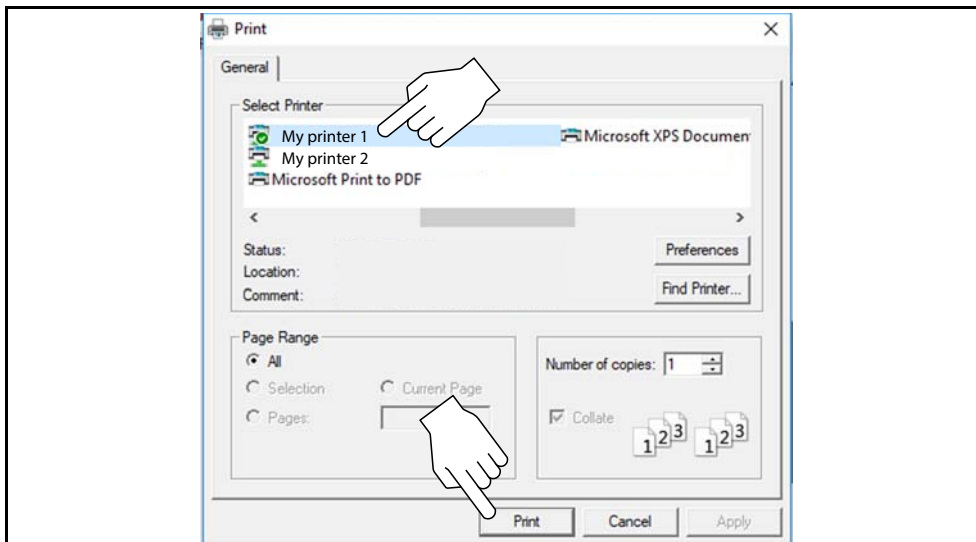 Print
General
Select Printer
My printer 1
Microsoft XPS Documen
My printer 2
Microsoft Print to PDF
Status:
Preferences
Location:
Comment:
Find Printer...
Page Range
All
Number of copies: 1
Selection
Current Page
Pages:
Collate
1 2 3 1 2 3
Print
Cancel
Apply